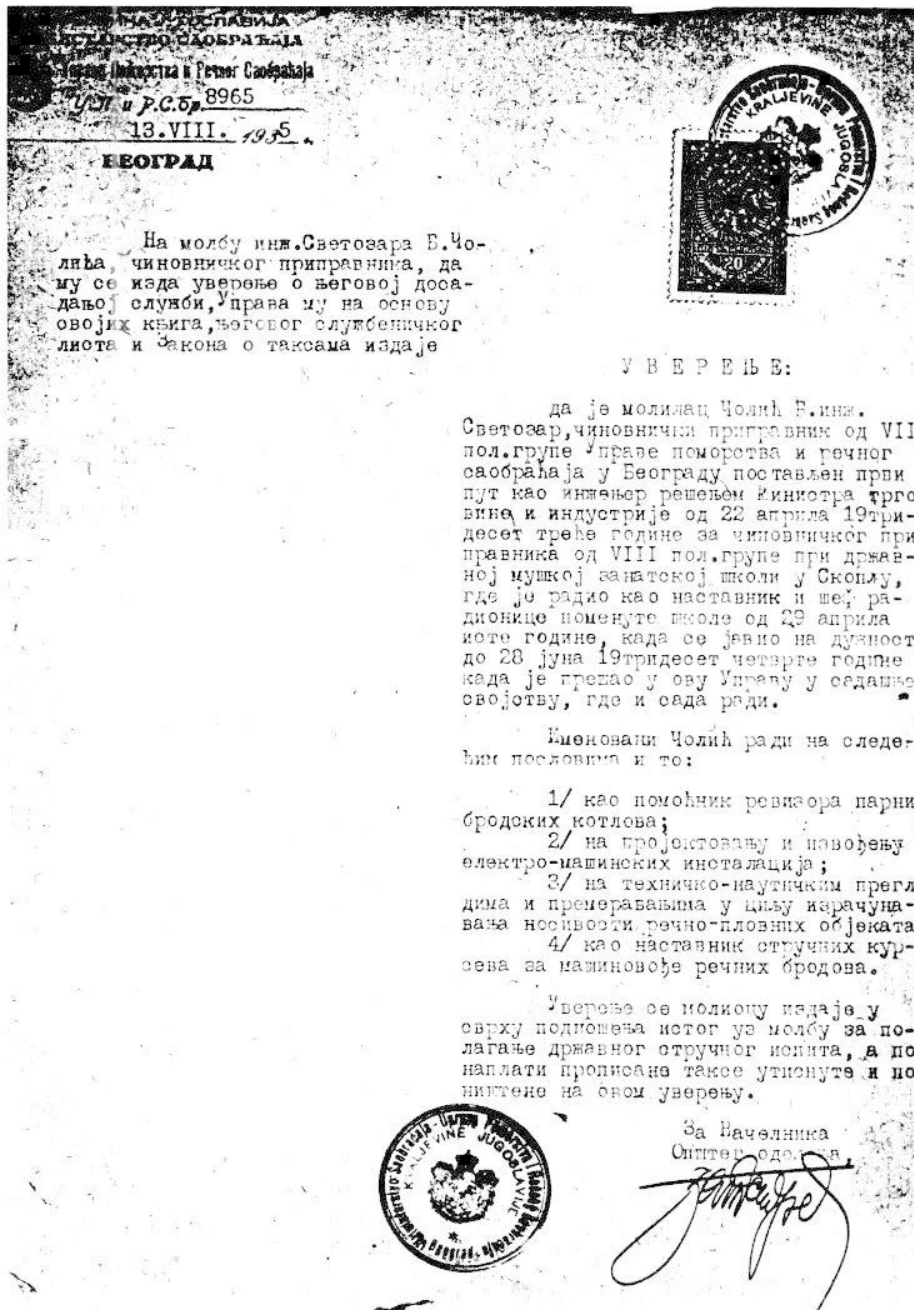 ЈУГОСЛАВИЈА
САОБРАЋАЈА
Поморства и Речног Саобраћаја
У.П и Р.С.бр. 8965
13.VIII. 1935.
БЕОГРАД
KRALJEVINE JUGOSLAVIJE
20
На молбу инж.Светозара Б.Чо-
лића, чиновничког приправника, да
му се изда уверење о његовој доса-
дањој служби,Управа му на основу
овојих књига,његовог службеничког
листа и Закона о таксама издаје
У В Е Р Е Њ Е:
да је молилац Чолић Б.инж.
Светозар,чиновнички приправник од VII
пол.групе Управе поморства и речног
саобраћаја у Београду постављен први
пут као инжењер решењем Министра трго
вине и индустрије од 22 априла 19три-
десет треће године за чиновничког при
правника од VIII пол.групе при држав-
ној мушкој занатској школи у Скопљу,
где је радио као наставник и шеф ра-
дионице поменуте школе од 29 априла
исте године, када се јавио на дужност
до 28 јуна 19тридесет четврте године
када је прешао у ову Управу у садашње
својству, где и сада ради.
Именовани Чолић ради на следе-
ћим пословима и то:
1/ као помоћник ревизора парни
бродских котлова;
2/ на пројектовању и извођењу
електро-машинских инсталација;
3/ на техничко-наутичким прегл
дима и премеравањима у циљу израчуна-
вања носивости речно-пловних објеката
4/ као наставник стручних кур-
сева за машиновође речних бродова.
Уверење се молиоцу издаје у
сврху подношења истог уз молбу за по-
лагање државног стручног испита, а по
наплати прописане таксе утиснуте и по
ништене на овом уверењу.
За Начелника
Општег одељка,
KRALJEVINE JUGOSLAVIJE